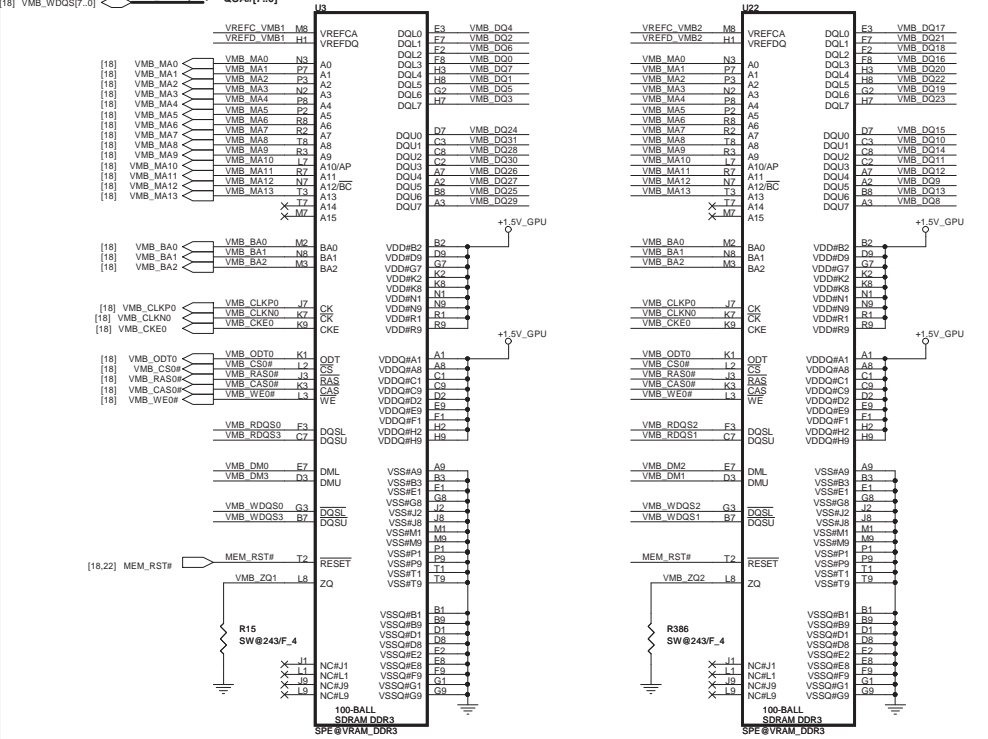 [18] VMB_WDQS[7..0]
U3
VREFC_VMB1 M8 VREFCA
VREFD_VMB1 H1 VREFDQ
[18] VMB_MA0 VMB_MA0 N3 A0
[18] VMB_MA1 VMB_MA1 P7 A1
[18] VMB_MA2 VMB_MA2 P3 A2
[18] VMB_MA3 VMB_MA3 N2 A3
[18] VMB_MA4 VMB_MA4 P8 A4
[18] VMB_MA5 VMB_MA5 P2 A5
[18] VMB_MA6 VMB_MA6 R8 A6
[18] VMB_MA7 VMB_MA7 R2 A7
[18] VMB_MA8 VMB_MA8 T8 A8
[18] VMB_MA9 VMB_MA9 R3 A9
[18] VMB_MA10 VMB_MA10 L7 A10/AP
[18] VMB_MA11 VMB_MA11 R7 A11
[18] VMB_MA12 VMB_MA12 N7 A12/BC
[18] VMB_MA13 VMB_MA13 T3 A13
T7 A14
M7 A15
[18] VMB_BA0 VMB_BA0 M2 BA0
[18] VMB_BA1 VMB_BA1 N8 BA1
[18] VMB_BA2 VMB_BA2 M3 BA2
[18] VMB_CLKP0 VMB_CLKP0 J7 CK
[18] VMB_CLKN0 VMB_CLKN0 K7 CK
[18] VMB_CKE0 VMB_CKE0 K9 CKE
[18] VMB_ODT0 VMB_ODT0 K1 ODT
[18] VMB_CS0# VMB_CS0# L2 CS
[18] VMB_RAS0# VMB_RAS0# J3 RAS
[18] VMB_CAS0# VMB_CAS0# K3 CAS
[18] VMB_WE0# VMB_WE0# L3 WE
VMB_RDQS0 F3 DQSL
VMB_RDQS3 C7 DQSU
VMB_DM0 E7 DML
VMB_DM3 D3 DMU
VMB_WDQS0 G3 DQSL
VMB_WDQS3 B7 DQSU
[18,22] MEM_RST# MEM_RST# T2 RESET
VMB_ZQ1 L8 ZQ
R15
SW@243/F_4
J1 NC#J1
L1 NC#L1
J9 NC#J9
L9 NC#L9
DQL0 E3 VMB_DQ4
DQL1 F7 VMB_DQ2
DQL2 F2 VMB_DQ6
DQL3 F8 VMB_DQ0
DQL4 H3 VMB_DQ7
DQL5 H8 VMB_DQ1
DQL6 G2 VMB_DQ5
DQL7 H7 VMB_DQ3
DQU0 D7 VMB_DQ24
DQU1 C3 VMB_DQ31
DQU2 C8 VMB_DQ28
DQU3 C2 VMB_DQ30
DQU4 A7 VMB_DQ26
DQU5 A2 VMB_DQ27
DQU6 B8 VMB_DQ25
DQU7 A3 VMB_DQ29
+1.5V_GPU
VDD#B2 B2
VDD#D9 D9
VDD#G7 G7
VDD#K2 K2
VDD#K8 K8
VDD#N1 N1
VDD#N9 N9
VDD#R1 R1
VDD#R9 R9
+1.5V_GPU
VDDQ#A1 A1
VDDQ#A8 A8
VDDQ#C1 C1
VDDQ#C9 C9
VDDQ#D2 D2
VDDQ#E9 E9
VDDQ#F1 F1
VDDQ#H2 H2
VDDQ#H9 H9
VSS#A9 A9
VSS#B3 B3
VSS#E1 E1
VSS#G8 G8
VSS#J2 J2
VSS#J8 J8
VSS#M1 M1
VSS#M9 M9
VSS#P1 P1
VSS#P9 P9
VSS#T1 T1
VSS#T9 T9
VSSQ#B1 B1
VSSQ#B9 B9
VSSQ#D1 D1
VSSQ#D8 D8
VSSQ#E2 E2
VSSQ#E8 E8
VSSQ#F9 F9
VSSQ#G1 G1
VSSQ#G9 G9
100-BALL
SDRAM DDR3
SPE@VRAM_DDR3
U22
VREFC_VMB2 M8 VREFCA
VREFD_VMB2 H1 VREFDQ
VMB_MA0 N3 A0
VMB_MA1 P7 A1
VMB_MA2 P3 A2
VMB_MA3 N2 A3
VMB_MA4 P8 A4
VMB_MA5 P2 A5
VMB_MA6 R8 A6
VMB_MA7 R2 A7
VMB_MA8 T8 A8
VMB_MA9 R3 A9
VMB_MA10 L7 A10/AP
VMB_MA11 R7 A11
VMB_MA12 N7 A12/BC
VMB_MA13 T3 A13
T7 A14
M7 A15
VMB_BA0 M2 BA0
VMB_BA1 N8 BA1
VMB_BA2 M3 BA2
VMB_CLKP0 J7 CK
VMB_CLKN0 K7 CK
VMB_CKE0 K9 CKE
VMB_ODT0 K1 ODT
VMB_CS0# L2 CS
VMB_RAS0# J3 RAS
VMB_CAS0# K3 CAS
VMB_WE0# L3 WE
VMB_RDQS2 F3 DQSL
VMB_RDQS1 C7 DQSU
VMB_DM2 E7 DML
VMB_DM1 D3 DMU
VMB_WDQS2 G3 DQSL
VMB_WDQS1 B7 DQSU
MEM_RST# T2 RESET
VMB_ZQ2 L8 ZQ
R386
SW@243/F_4
J1 NC#J1
L1 NC#L1
J9 NC#J9
L9 NC#L9
DQL0 E3 VMB_DQ17
DQL1 F7 VMB_DQ21
DQL2 F2 VMB_DQ18
DQL3 F8 VMB_DQ16
DQL4 H3 VMB_DQ20
DQL5 H8 VMB_DQ22
DQL6 G2 VMB_DQ19
DQL7 H7 VMB_DQ23
DQU0 D7 VMB_DQ15
DQU1 C3 VMB_DQ10
DQU2 C8 VMB_DQ14
DQU3 C2 VMB_DQ11
DQU4 A7 VMB_DQ12
DQU5 A2 VMB_DQ9
DQU6 B8 VMB_DQ13
DQU7 A3 VMB_DQ8
+1.5V_GPU
VDD#B2 B2
VDD#D9 D9
VDD#G7 G7
VDD#K2 K2
VDD#K8 K8
VDD#N1 N1
VDD#N9 N9
VDD#R1 R1
VDD#R9 R9
+1.5V_GPU
VDDQ#A1 A1
VDDQ#A8 A8
VDDQ#C1 C1
VDDQ#C9 C9
VDDQ#D2 D2
VDDQ#E9 E9
VDDQ#F1 F1
VDDQ#H2 H2
VDDQ#H9 H9
VSS#A9 A9
VSS#B3 B3
VSS#E1 E1
VSS#G8 G8
VSS#J2 J2
VSS#J8 J8
VSS#M1 M1
VSS#M9 M9
VSS#P1 P1
VSS#P9 P9
VSS#T1 T1
VSS#T9 T9
VSSQ#B1 B1
VSSQ#B9 B9
VSSQ#D1 D1
VSSQ#D8 D8
VSSQ#E2 E2
VSSQ#E8 E8
VSSQ#F9 F9
VSSQ#G1 G1
VSSQ#G9 G9
100-BALL
SDRAM DDR3
SPE@VRAM_DDR3